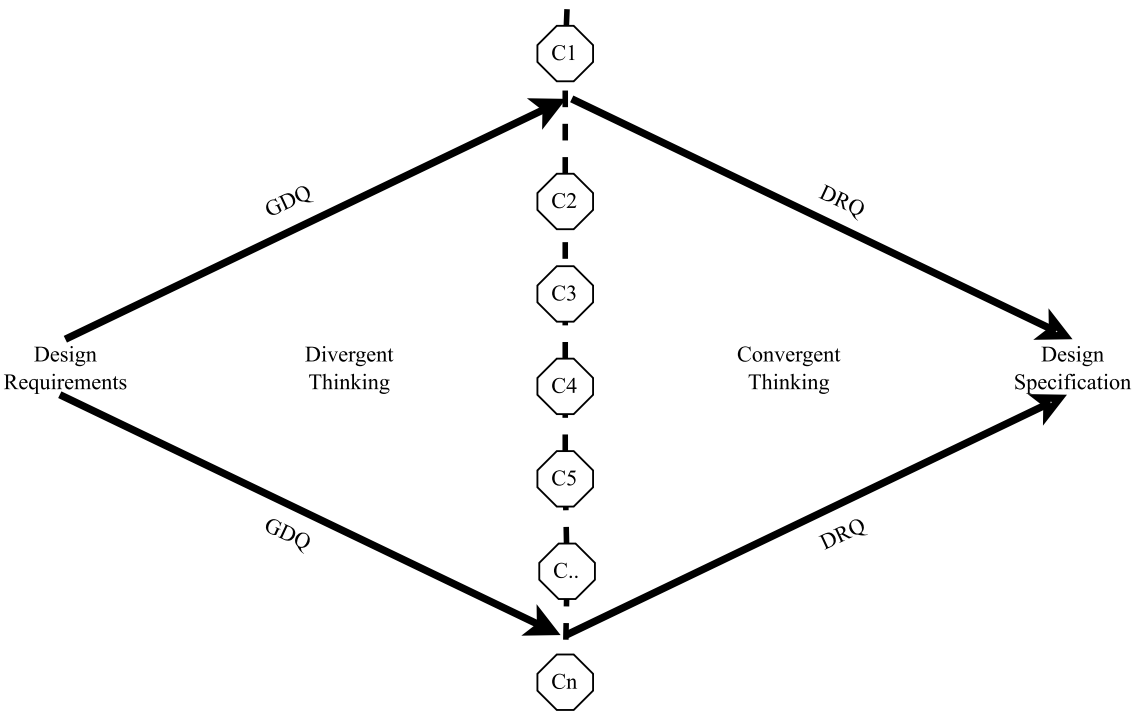 C1
GDQ
DRQ
C2
C3
Design
Requirements
Divergent
Thinking
C4
Convergent
Thinking
Design
Specification
C5
GDQ
DRQ
C..
Cn